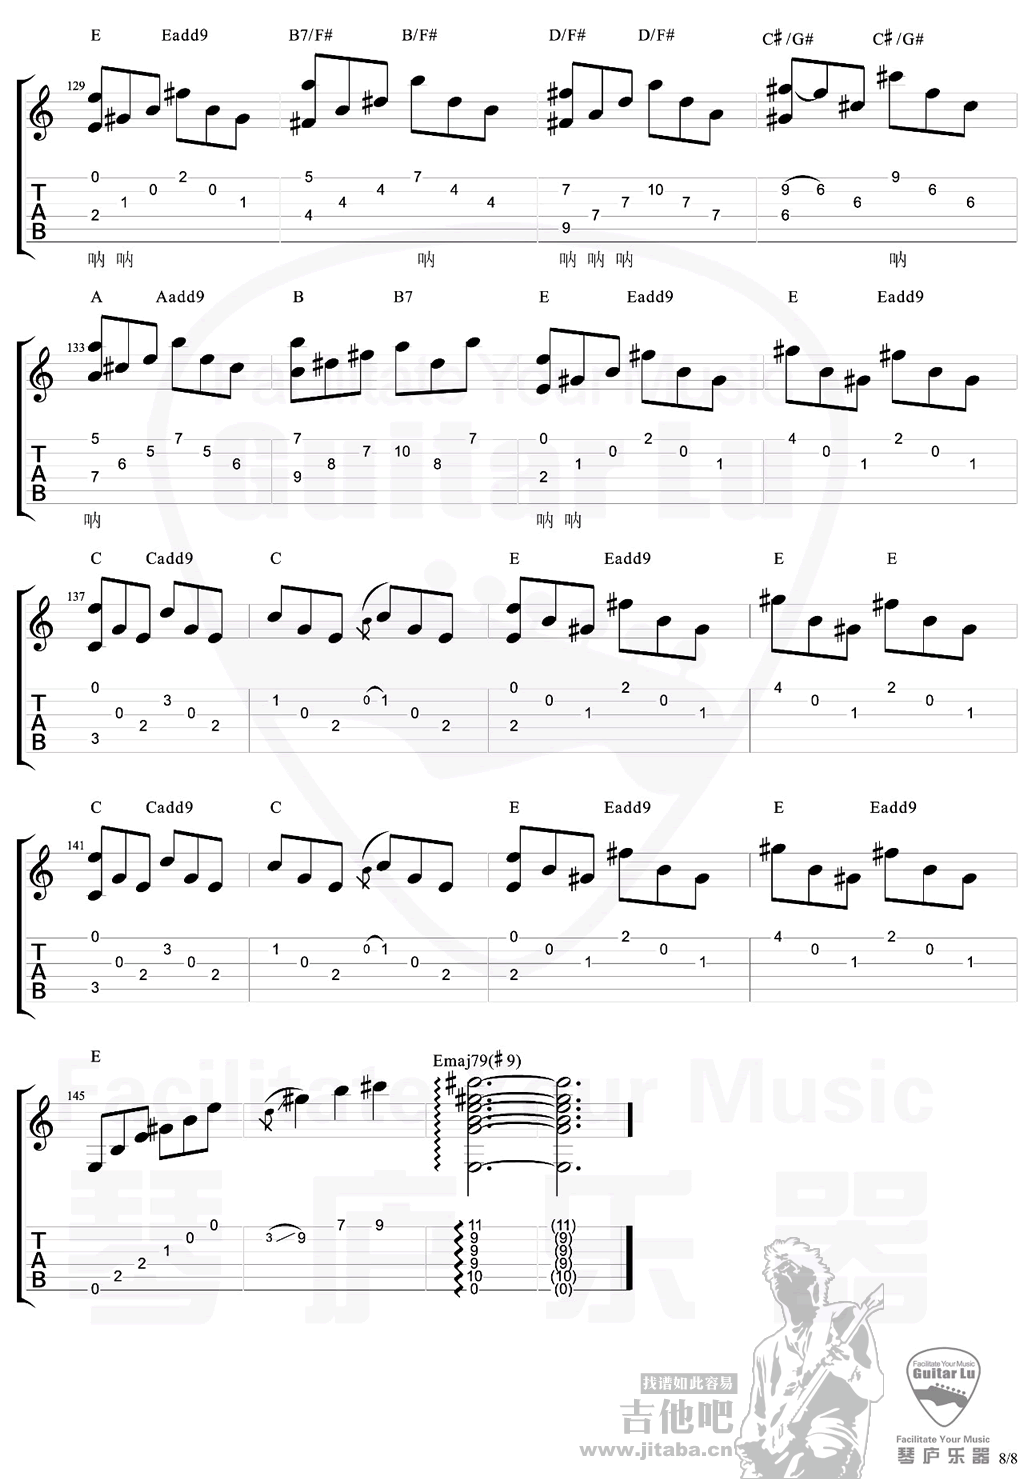 E Eadd9 B7/F# B/F# D/F# D/F# C♯/G# C♯/G#
129
0 2 1 0 2 0 1 5 4 4 4 7 4 4 7 9 7 7 10 7 7 9 6 6 6 9 6 6
TAB
呐 呐 呐 呐 呐 呐 呐
A Aadd9 B B7 E Eadd9 E Eadd9
133
5 7 6 5 7 5 6 7 9 8 7 10 8 7 0 2 1 0 2 0 1 4 0 1 2 0 1
TAB
呐 呐 呐
C Cadd9 C E Eadd9 E E
137
0 3 0 2 3 0 2 1 0 2 0 1 0 2 0 2 0 1 2 0 1 4 0 1 2 0 1
TAB
C Cadd9 C E Eadd9 E Eadd9
141
0 3 0 2 3 0 2 1 0 2 0 1 0 2 0 2 0 1 2 0 1 4 0 1 2 0 1
TAB
E Emaj79(♯9)
145
0 2 2 1 0 0 3 9 7 9 11 9 9 9 10 0 (11) (9) (9) (9) (10) (0)
TAB
Facilitate Your Music
Guitar Lu
Facilitate Your Music
琴庐乐器
找谱如此容易
吉他吧
www.jitaba.cn
Facilitate Your Music
Guitar Lu
Facilitate Your Music
琴庐乐器
8/8